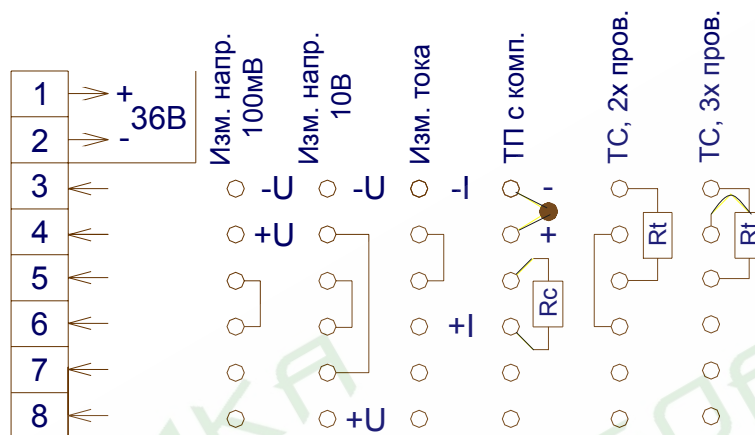 Изм. напр.
100мВ
Изм. напр.
10В
Изм. тока
ТП с комп.
ТС, 2х пров.
ТС, 3х пров.
1
+
36В
2
-
3
-U
-U
-I
-
4
+U
+
Rt
Rt
5
Rc
6
+I
7
8
+U